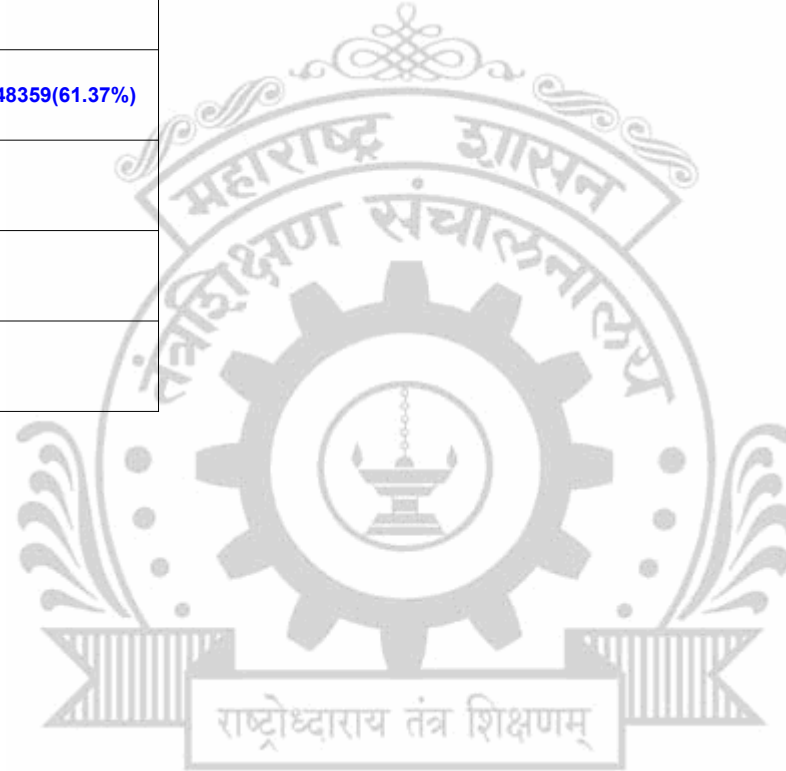 48359(61.37%)
महाराष्ट्र शासन
तंत्रशिक्षण संचालनालय
राष्ट्रोध्दाराय तंत्र शिक्षणम्